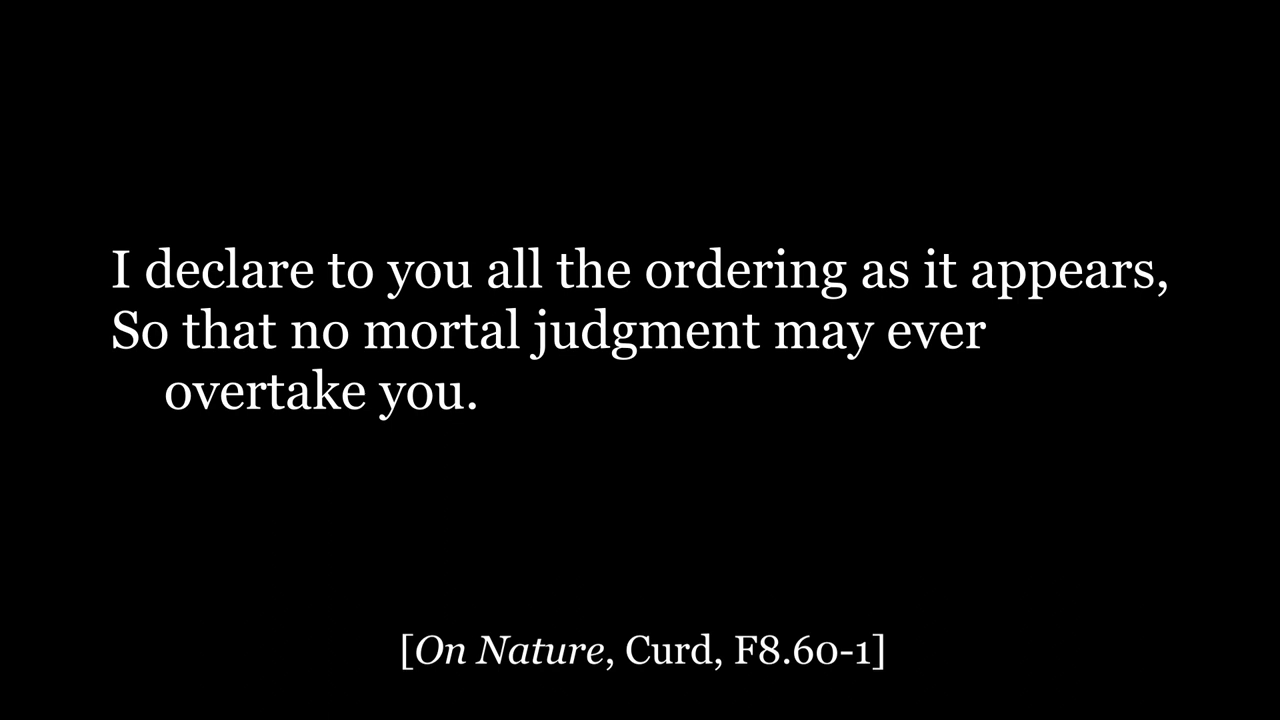 I declare to you all the ordering as it appears,
So that no mortal judgment may ever
overtake you.
[On Nature, Curd, F8.60-1]